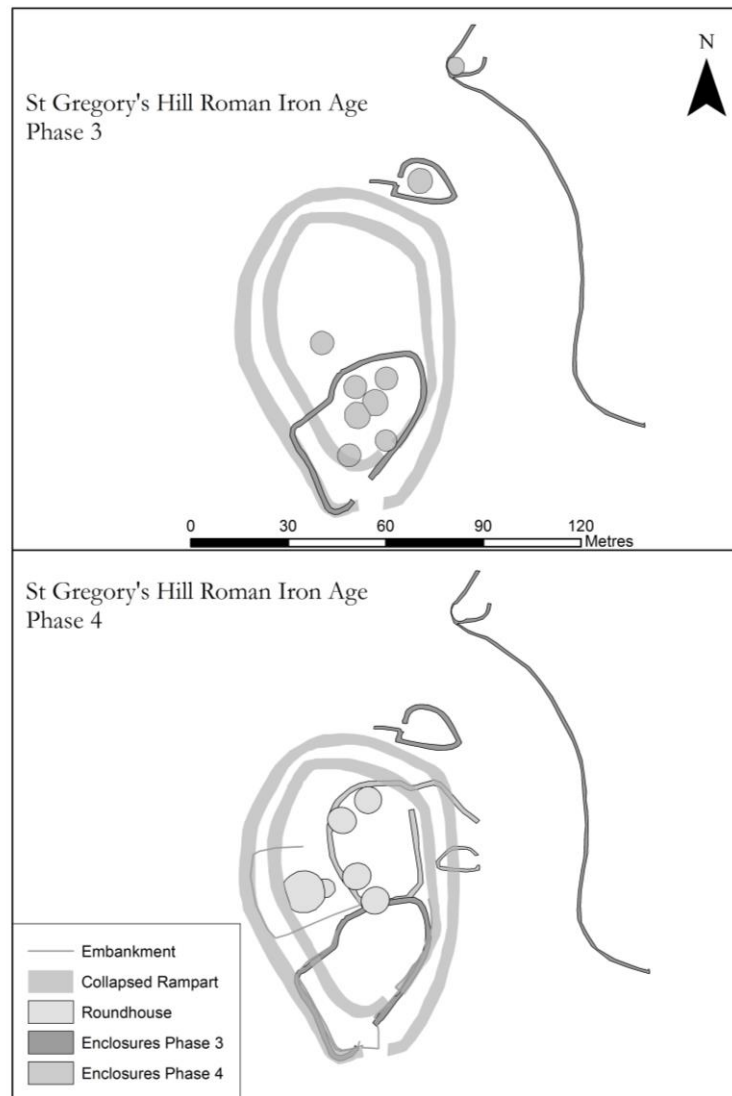 St Gregory's Hill Roman Iron Age
Phase 3
N
0 30 60 90 120
Metres
St Gregory's Hill Roman Iron Age
Phase 4
Embankment
Collapsed Rampart
Roundhouse
Enclosures Phase 3
Enclosures Phase 4